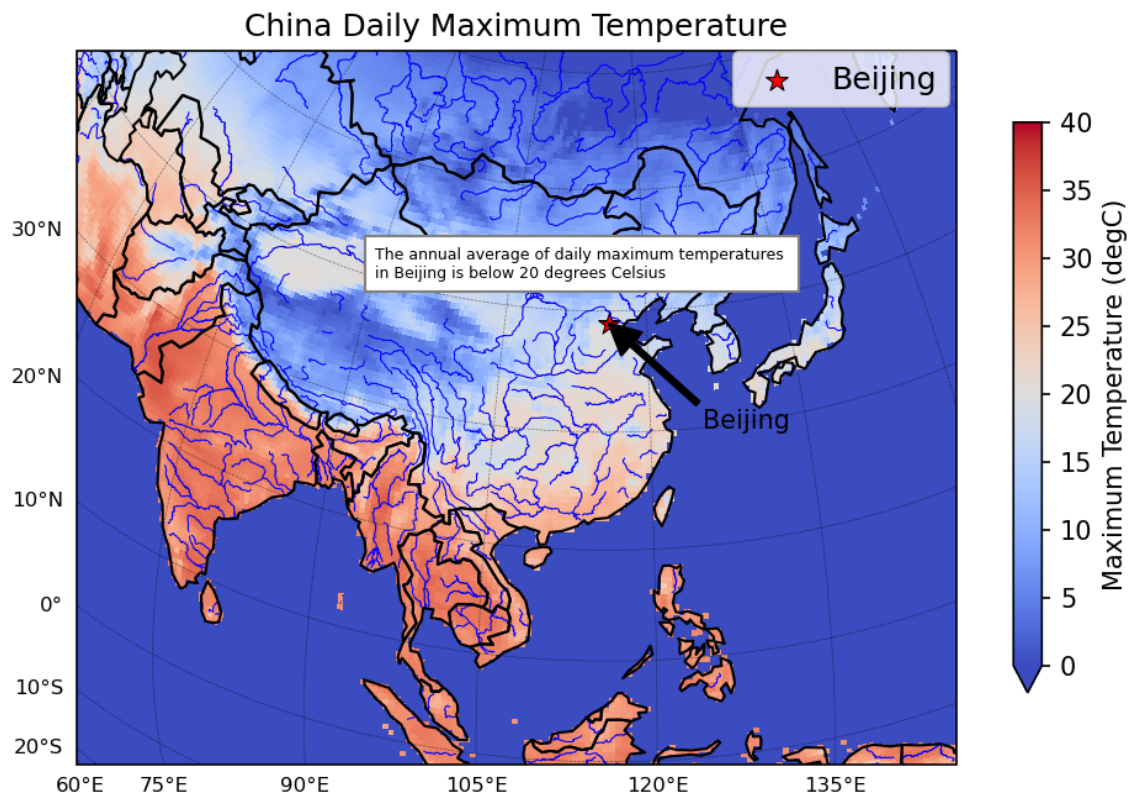 China Daily Maximum Temperature
Beijing
40
35
30
25
20
15
10
5
0
Maximum Temperature (degC)
30°N
20°N
10°N
0°
10°S
20°S
The annual average of daily maximum temperatures
in Beijing is below 20 degrees Celsius
Beijing
60°E 75°E 90°E 105°E 120°E 135°E